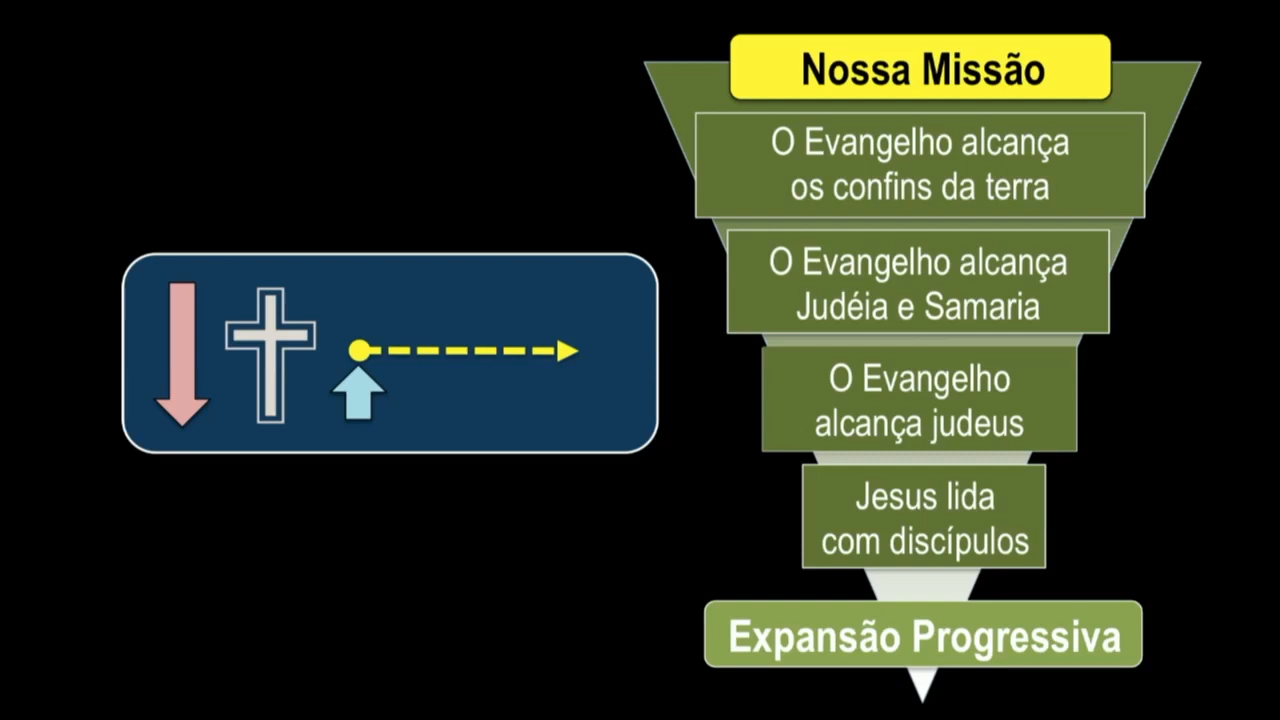 Nossa Missão
O Evangelho alcança
os confins da terra
O Evangelho alcança
Judéia e Samaria
O Evangelho
alcança judeus
Jesus lida
com discípulos
Expansão Progressiva